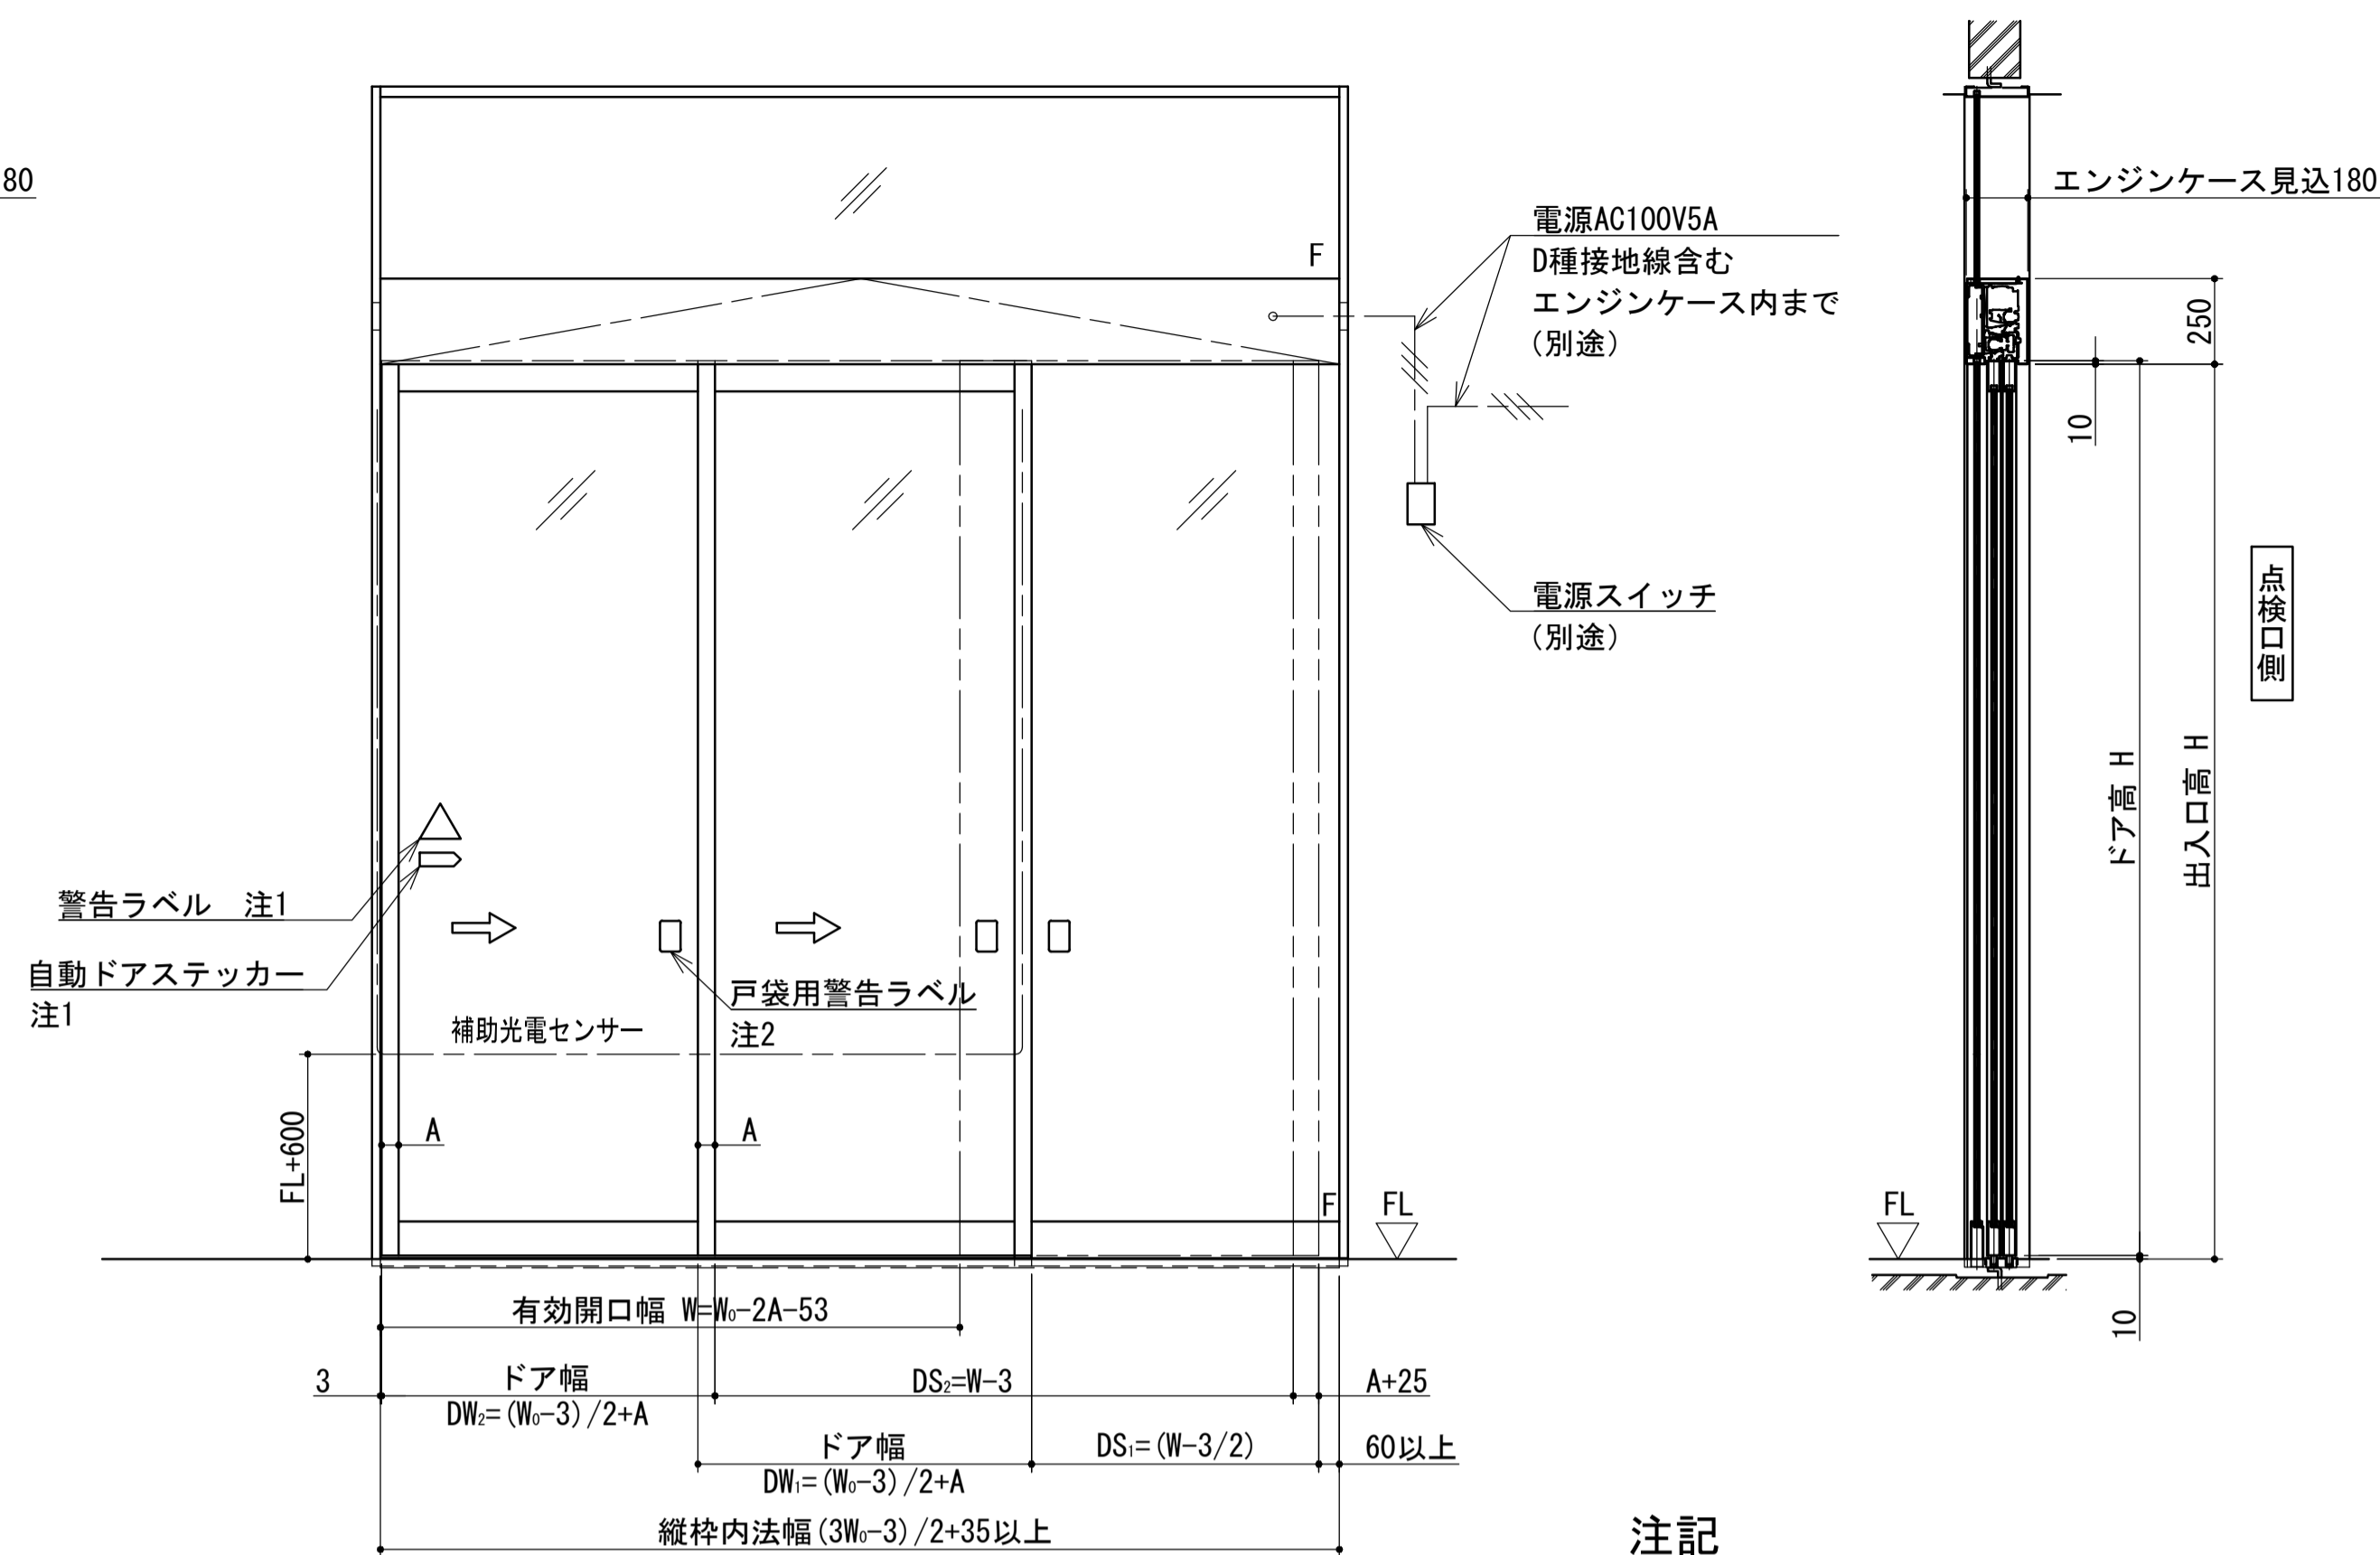 80
エンジンケース見込180
電源AC100V5A
D種接地線含む
エンジンケース内まで
(別途)
F
250
10
電源スイッチ
(別途)
点検口側
ドア高 H
出入口高 H
警告ラベル 注1
自動ドアステッカー
注1
戸袋用警告ラベル
注2
補助光電センサー
FL+600
A
A
F
FL
FL
有効開口幅 W=W₀-2A-53
10
3
ドア幅
DW₂=(W₀-3)/2+A
DS₂=W-3
A+25
ドア幅
DW₁=(W₀-3)/2+A
DS₁=(W-3/2)
60以上
縦枠内法幅(3W₀-3)/2+35以上
注記